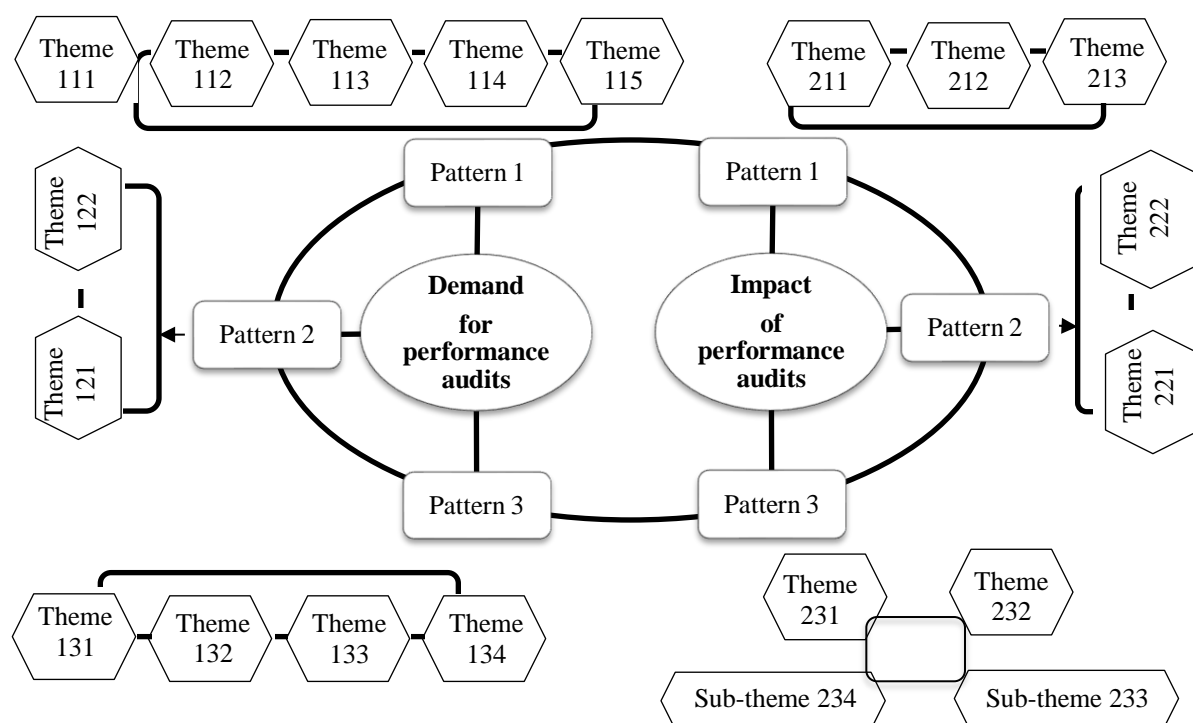 Theme
111
Theme
112
Theme
113
Theme
114
Theme
115
Theme
211
Theme
212
Theme
213
Pattern 1
Pattern 1
Theme
122
Theme
222
Demand
for
performance
audits
Impact
of
performance
audits
Pattern 2
Pattern 2
Theme
121
Theme
221
Pattern 3
Pattern 3
Theme
131
Theme
132
Theme
133
Theme
134
Theme
231
Theme
232
Sub-theme 234
Sub-theme 233